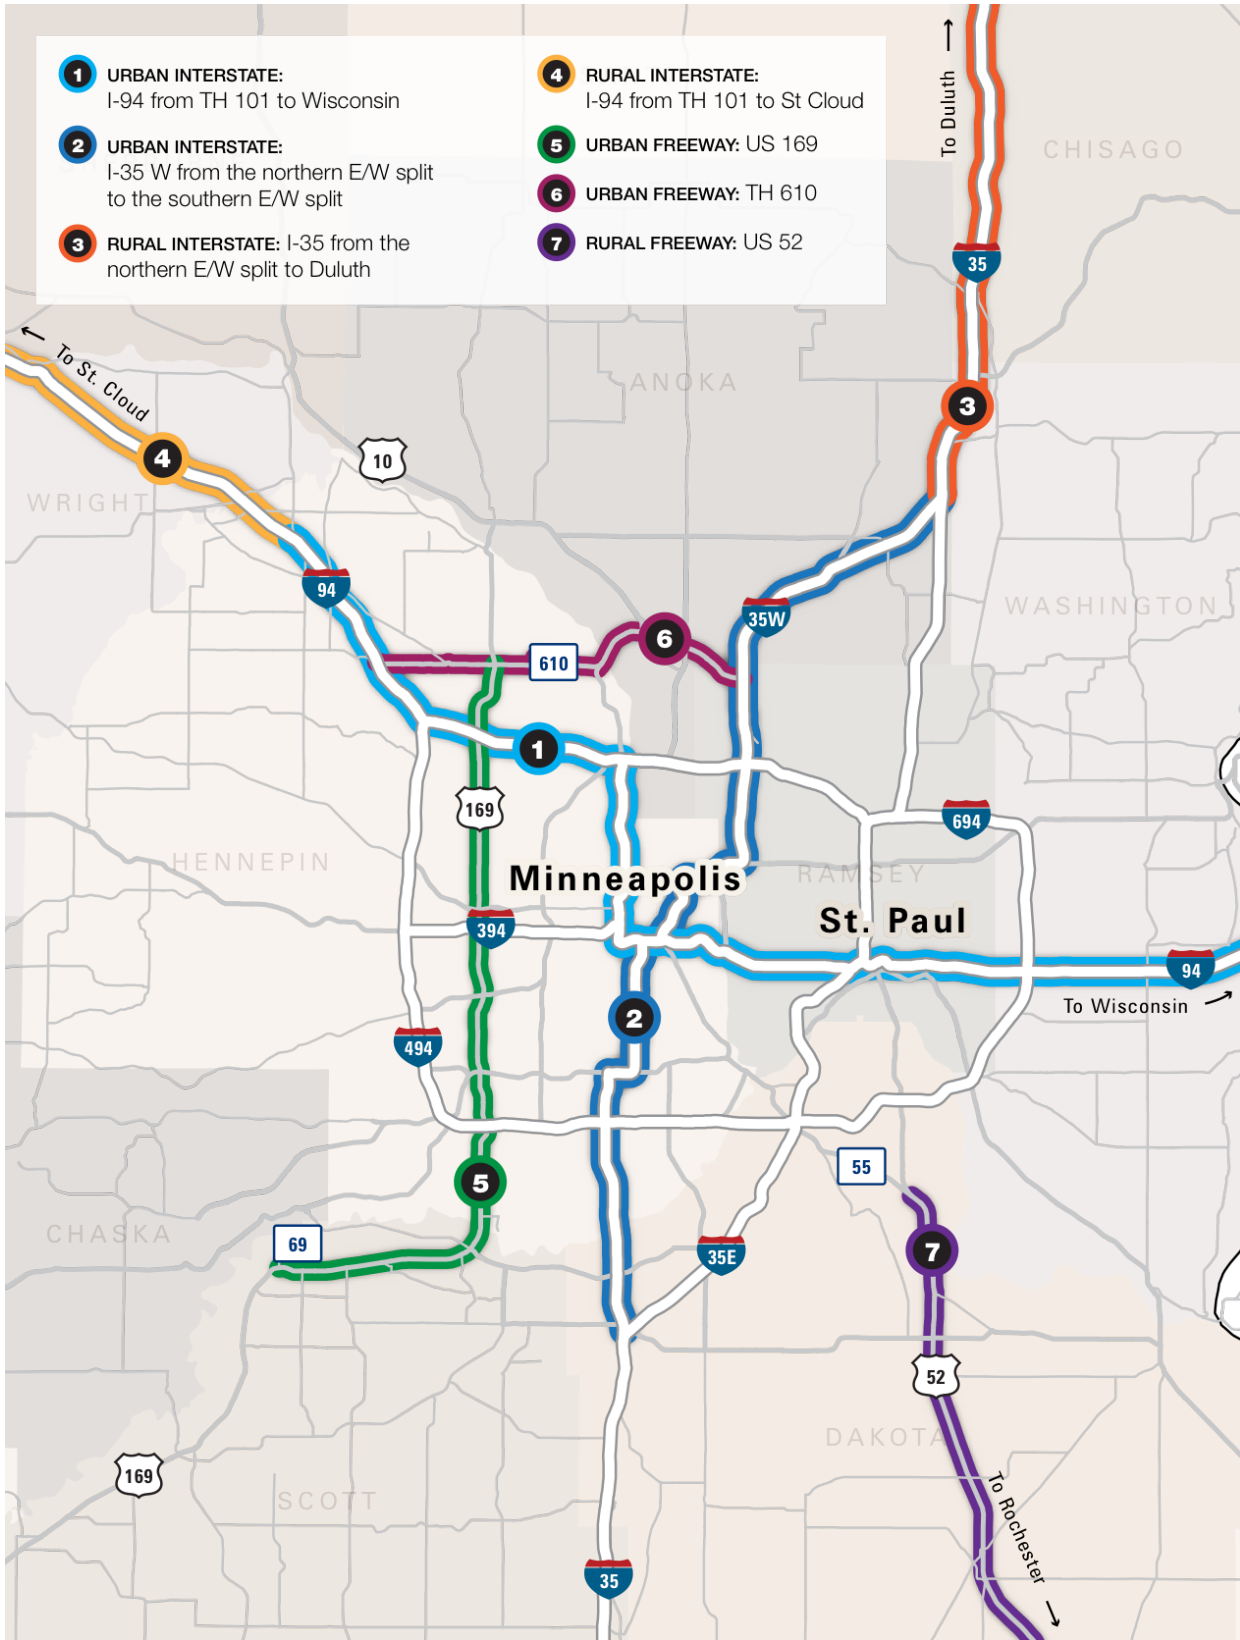 1 URBAN INTERSTATE:
I-94 from TH 101 to Wisconsin
2 URBAN INTERSTATE:
I-35 W from the northern E/W split
to the southern E/W split
3 RURAL INTERSTATE: I-35 from the
northern E/W split to Duluth
4 RURAL INTERSTATE:
I-94 from TH 101 to St Cloud
5 URBAN FREEWAY: US 169
6 URBAN FREEWAY: TH 610
7 RURAL FREEWAY: US 52
To Duluth
CHISAGO
35
To St. Cloud
ANOKA
3
4
10
WRIGHT
94
WASHINGTON
35W
6
610
1
169
694
HENNEPIN
Minneapolis
RAMSEY
St. Paul
394
94
To Wisconsin
2
494
55
5
CHASKA
69
35E
7
52
DAKOTA
169
SCOTT
To Rochester
35